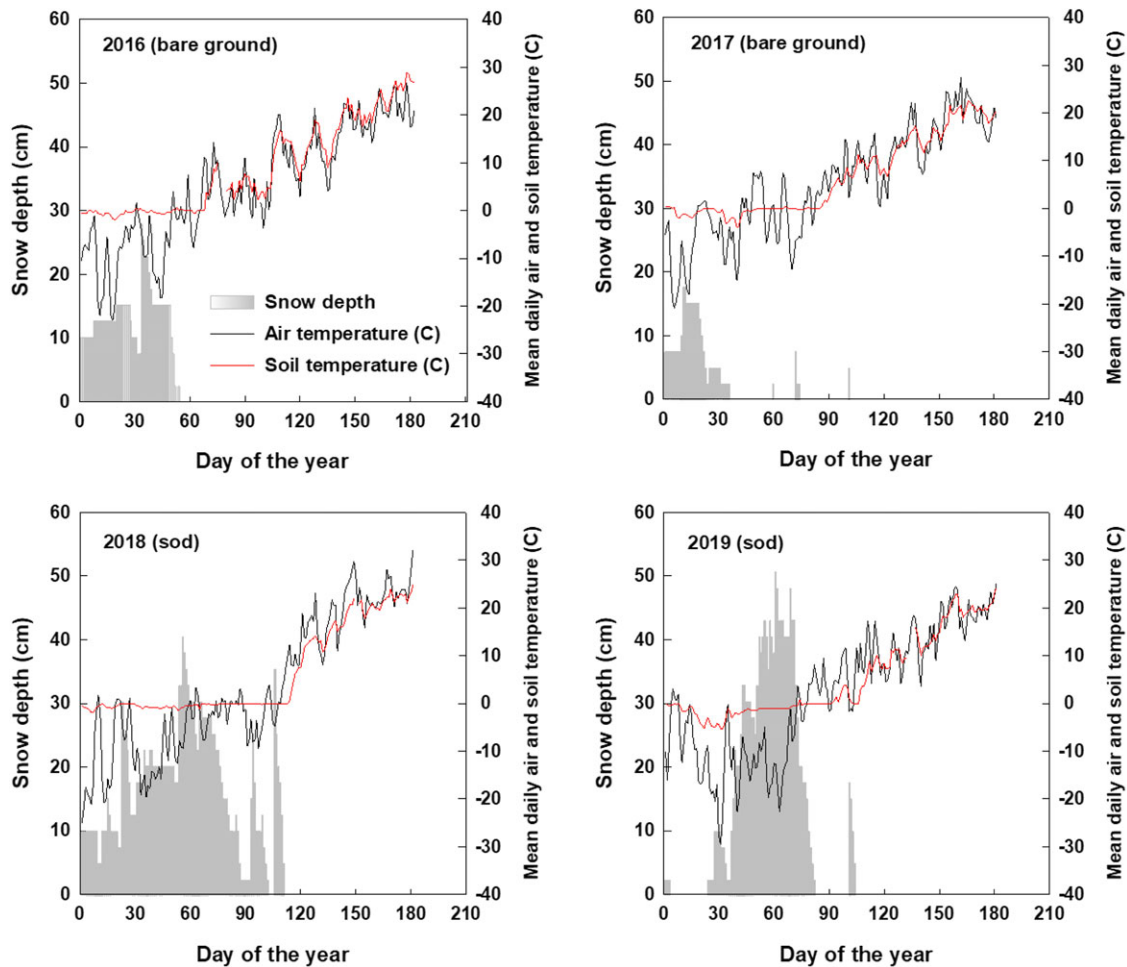 2016 (bare ground)
Snow depth (cm)
60
50
40
30
20
10
0
Snow depth
Air temperature (C)
Soil temperature (C)
40
30
20
10
0
-10
-20
-30
-40
Mean daily air and soil temperature (C)
0 30 60 90 120 150 180 210
Day of the year
2017 (bare ground)
Snow depth (cm)
60
50
40
30
20
10
0
40
30
20
10
0
-10
-20
-30
-40
Mean daily air and soil temperature (C)
0 30 60 90 120 150 180 210
Day of the year
2018 (sod)
Snow depth (cm)
60
50
40
30
20
10
0
40
30
20
10
0
-10
-20
-30
-40
Mean daily air and soil temperature (C)
0 30 60 90 120 150 180 210
Day of the year
2019 (sod)
Snow depth (cm)
60
50
40
30
20
10
0
40
30
20
10
0
-10
-20
-30
-40
Mean daily air and soil temperature (C)
0 30 60 90 120 150 180 210
Day of the year